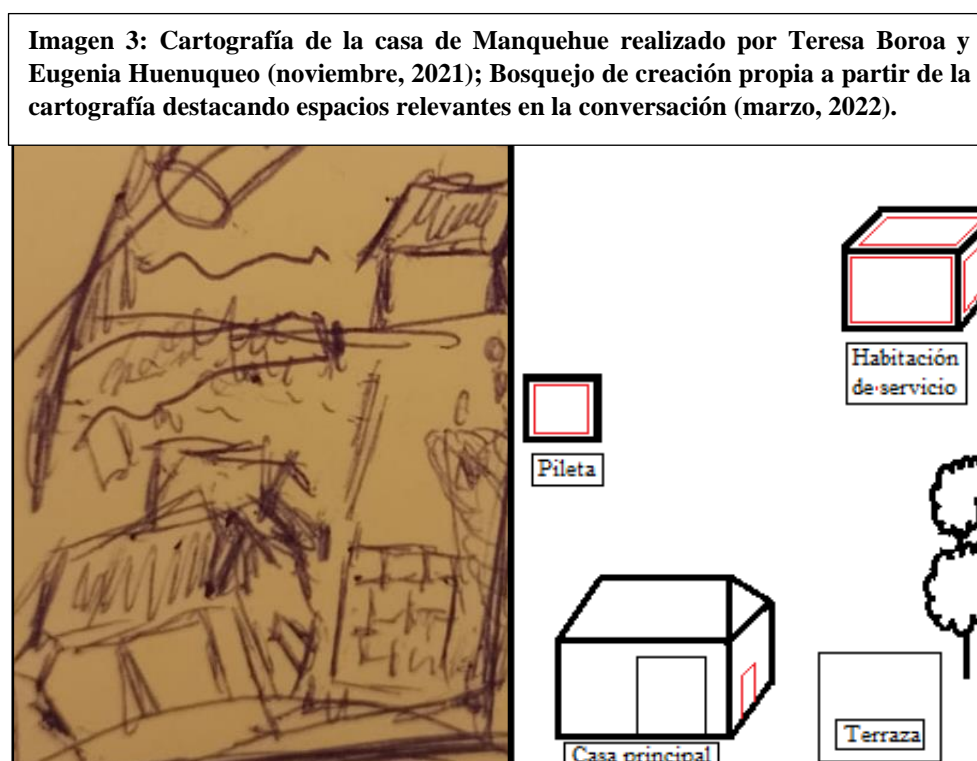 Imagen 3: Cartografía de la casa de Manquehue realizado por Teresa Boroa y
Eugenia Huenuqueo (noviembre, 2021); Bosquejo de creación propia a partir de la
cartografía destacando espacios relevantes en la conversación (marzo, 2022).
Habitación
de servicio
Pileta
Terraza
Casa principal